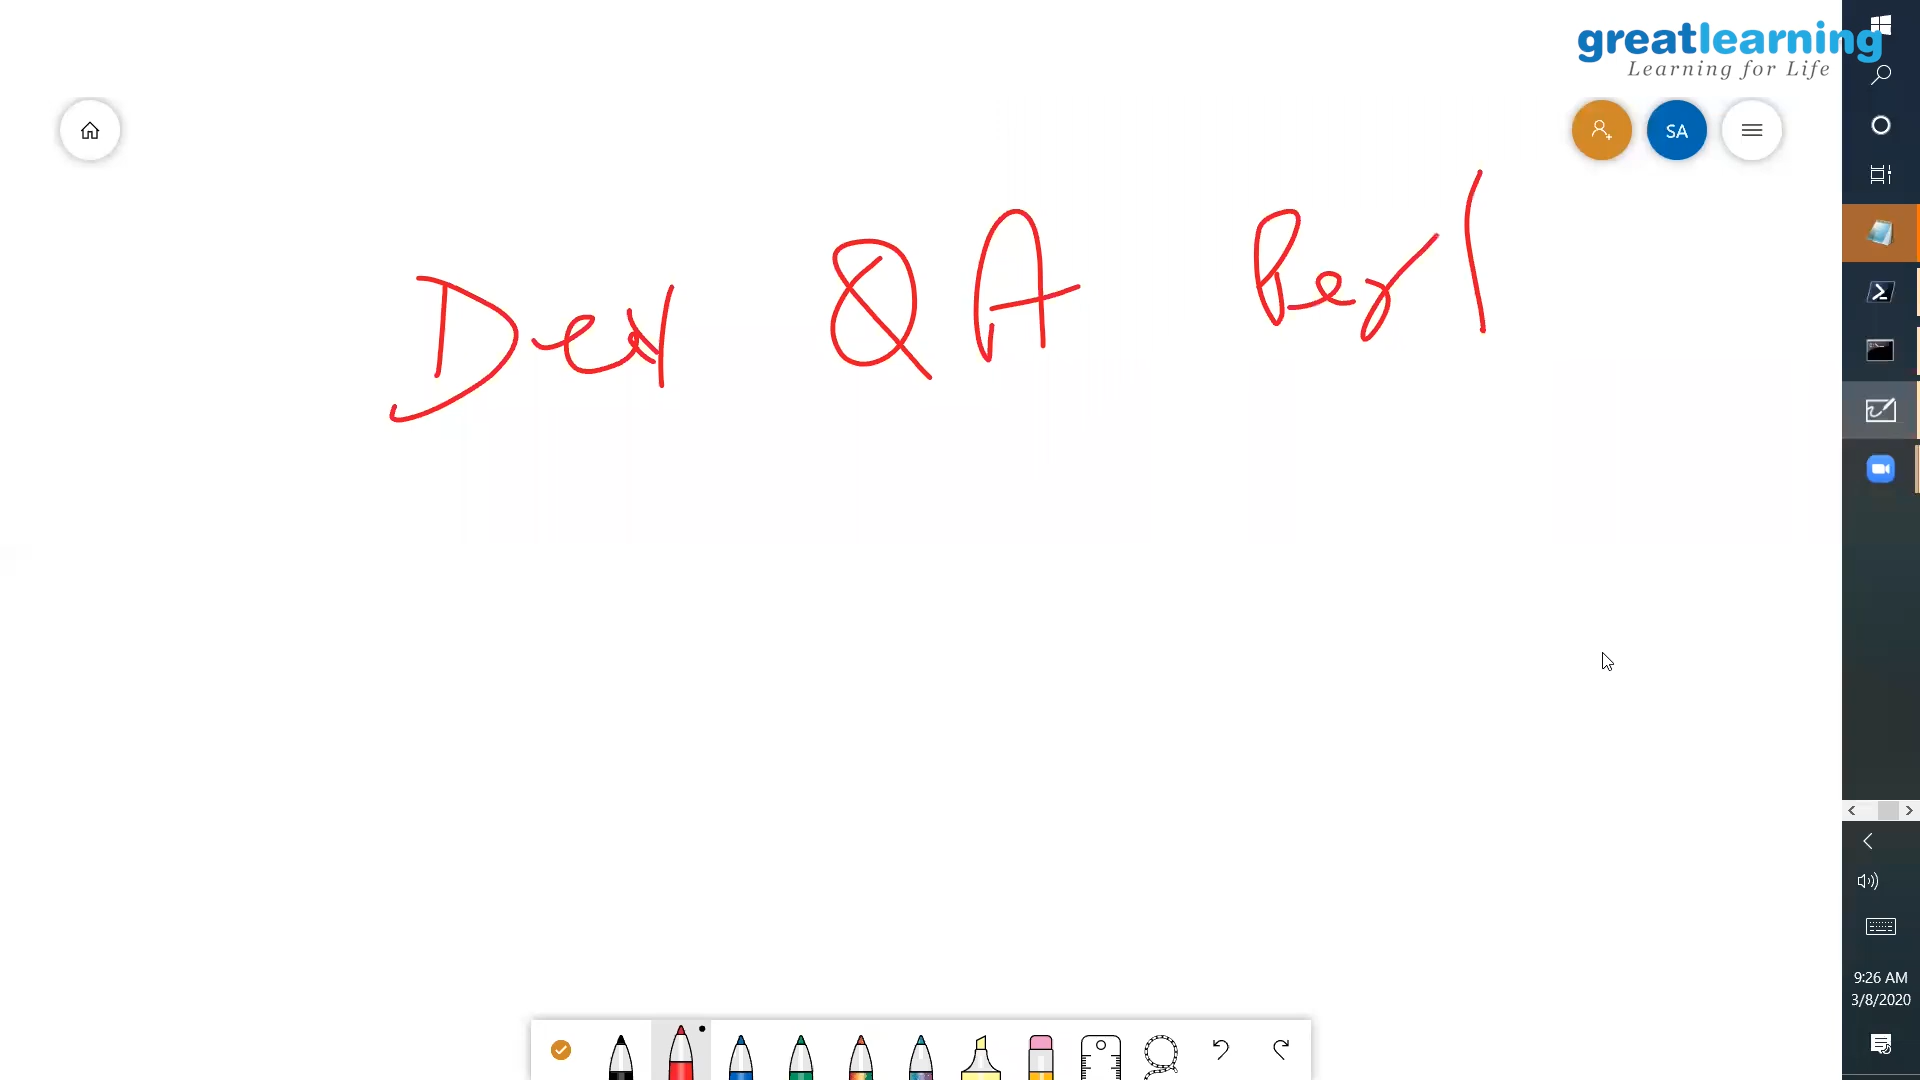 greatlearning
Learning for Life
SA
Dev QA Perf
9:26 AM
3/8/2020